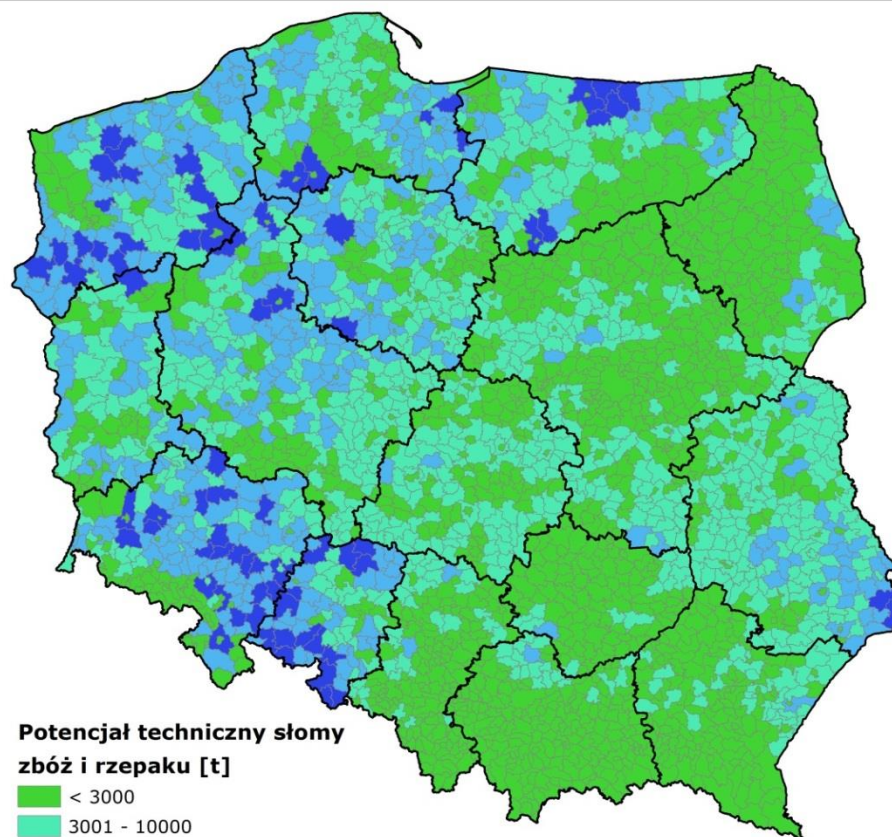 Potencjał techniczny słomy
zbóż i rzepaku [t]
< 3000
3001 - 10000